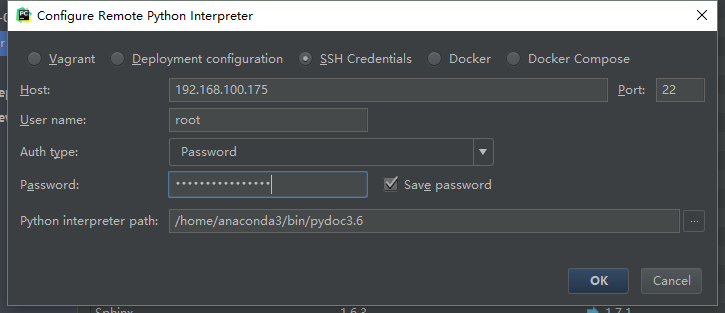 Configure Remote Python Interpreter
Vagrant Deployment configuration SSH Credentials Docker Docker Compose
Host: 192.168.100.175 Port: 22
User name: root
Auth type: Password
Password: •••••••••••••••• Save password
Python interpreter path: /home/anaconda3/bin/pydoc3.6 ...
OK Cancel
Sphinx 1.6.3 1.7.1